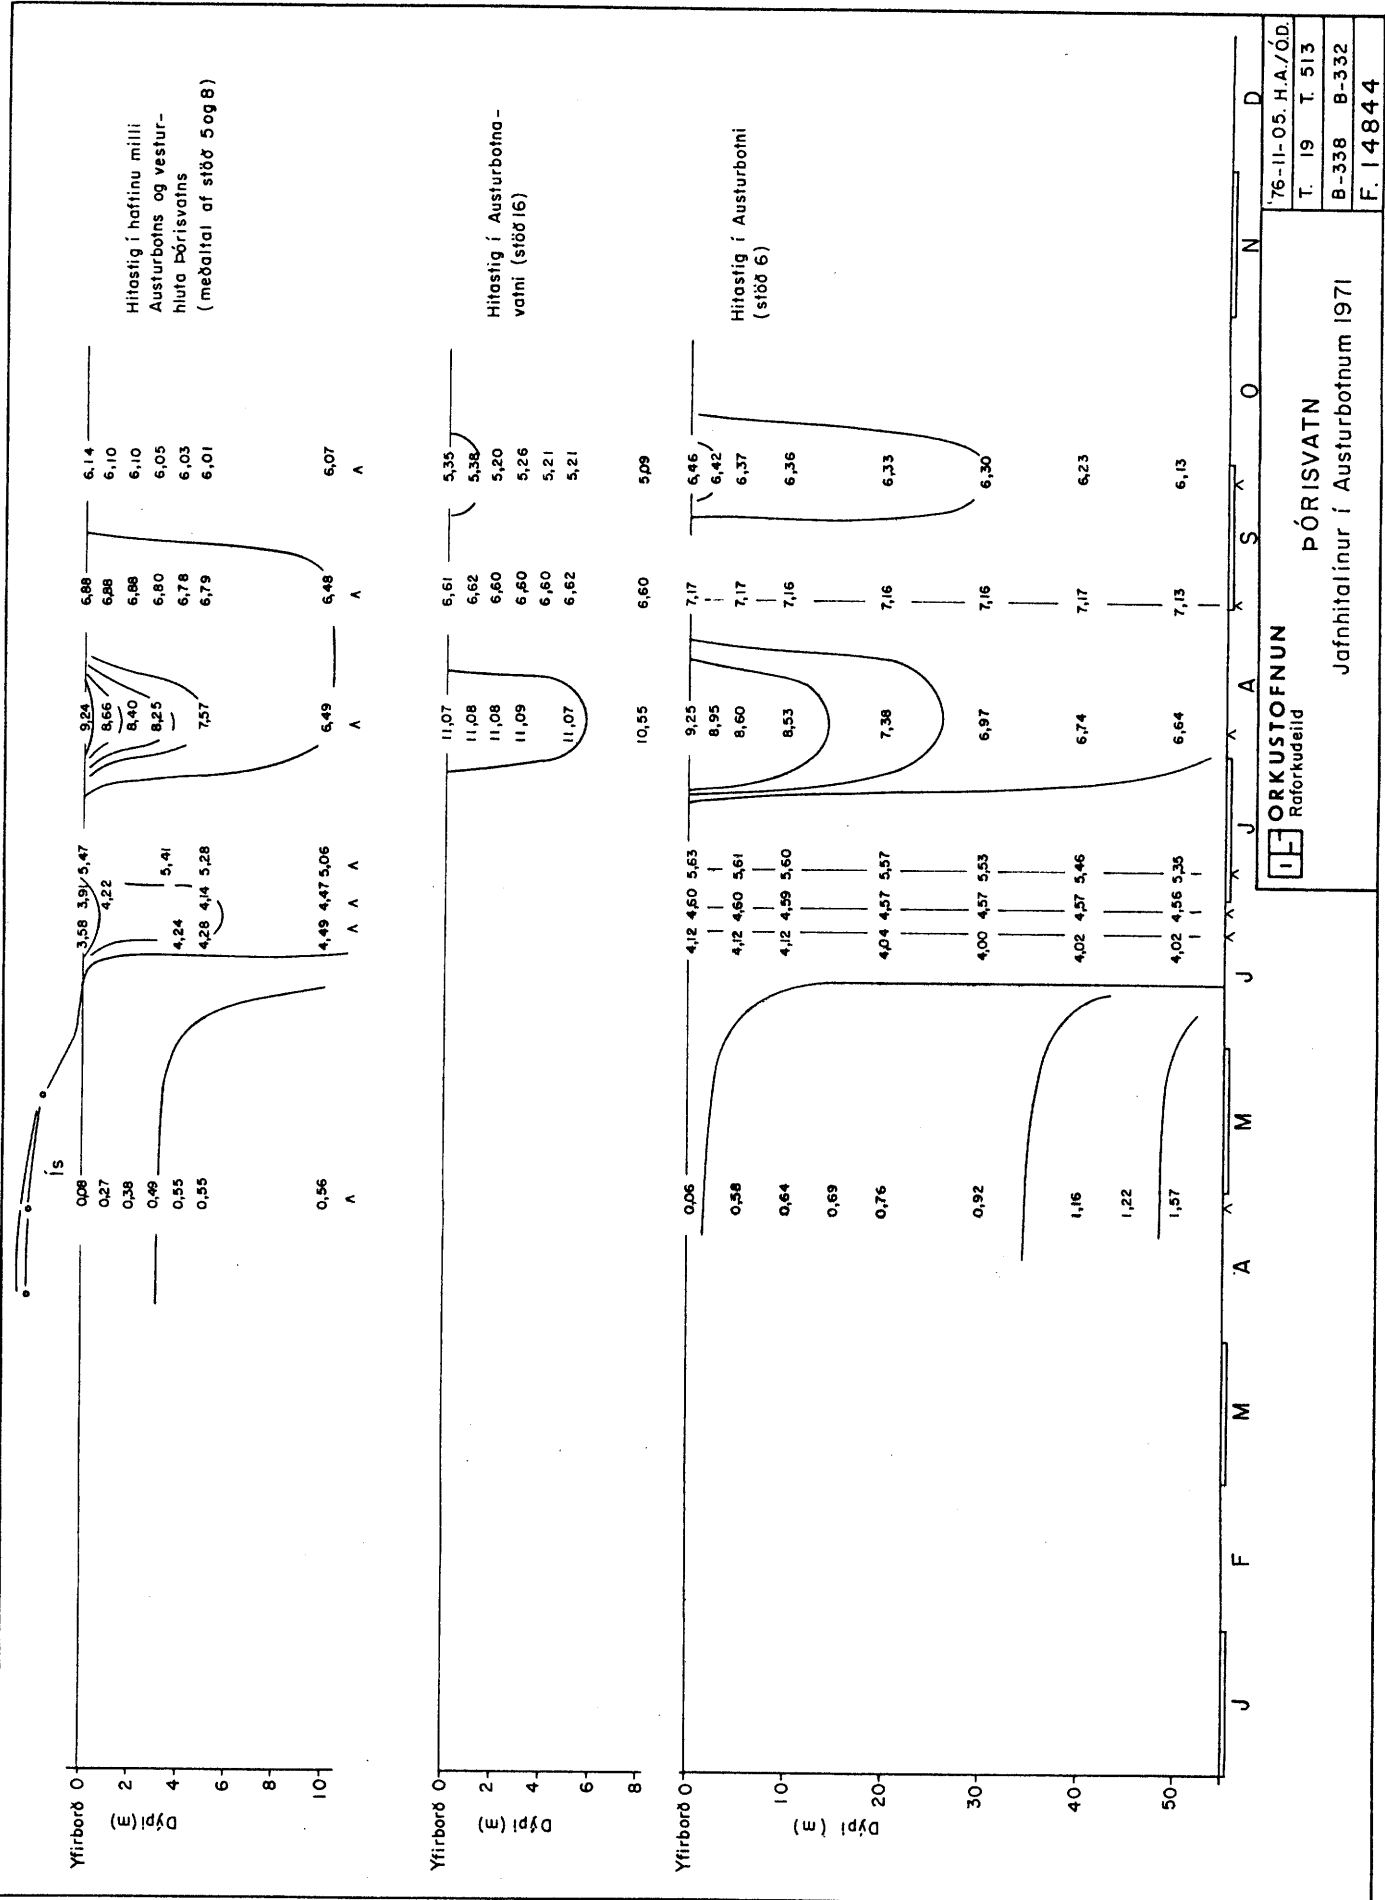 Hitastig í haftinu milli
Austurbotns og vestur-
hluta Þórisvatns
(meðaltal af stöð 5 og 8)
Yfirborð 0
2
4
6
8
10
Dýpi (m)
Ís
0,08 3,58 3,91 5,47 9,24 6,88 6,14
0,27 4,22 8,66 6,88 6,10
0,38 8,40 6,88 6,10
0,49 5,41 8,25 6,80 6,05
0,55 4,24 6,78 6,03
0,55 4,28 4,14 5,28 7,57 6,79 6,01
0,56 4,49 4,47 5,06 6,49 6,48 6,07
Hitastig í Austurbotna-
vatni (stöð 16)
Yfirborð 0
2
4
6
8
Dýpi (m)
11,07 6,61 5,35
11,08 6,62 5,38
11,08 6,60 5,20
11,09 6,60 5,26
6,60 5,21
11,07 6,62 5,21
10,55 6,60 5,09
Hitastig í Austurbotni
(stöð 6)
Yfirborð 0
10
20
30
40
50
Dýpi (m)
0,06 4,12 4,60 5,63 9,25 7,17 6,46
8,95 6,42
0,58 4,12 4,60 5,61 8,60 7,17 6,37
0,64 4,12 4,59 5,60 8,53 7,16 6,36
0,69
0,76 4,04 4,57 5,57 7,38 7,16 6,33
0,92 4,00 4,57 5,53 6,97 7,16 6,30
1,16 4,02 4,57 5,46 6,74 7,17 6,23
1,22
1,57 4,02 4,56 5,35 6,64 7,13 6,13
J F M A M J J A S O N D
ORKUSTOFNUN
Raforkudeild
ÞÓRISVATN
Jafnhitalínur í Austurbotnum 1971
'76-11-05. H.A./Ó.D.
T. 19 T. 513
B-338 B-332
F. 14844